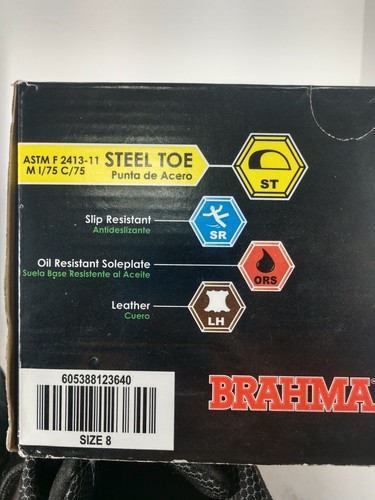 ASTM F 2413-11 STEEL TOE
M I/75 C/75 Punta de Acero
ST
Slip Resistant
Antideslizante
SR
Oil Resistant Soleplate
Suela Base Resistente al Aceite
ORS
Leather
Cuero
LH
605388123640
SIZE 8
BRAHMA